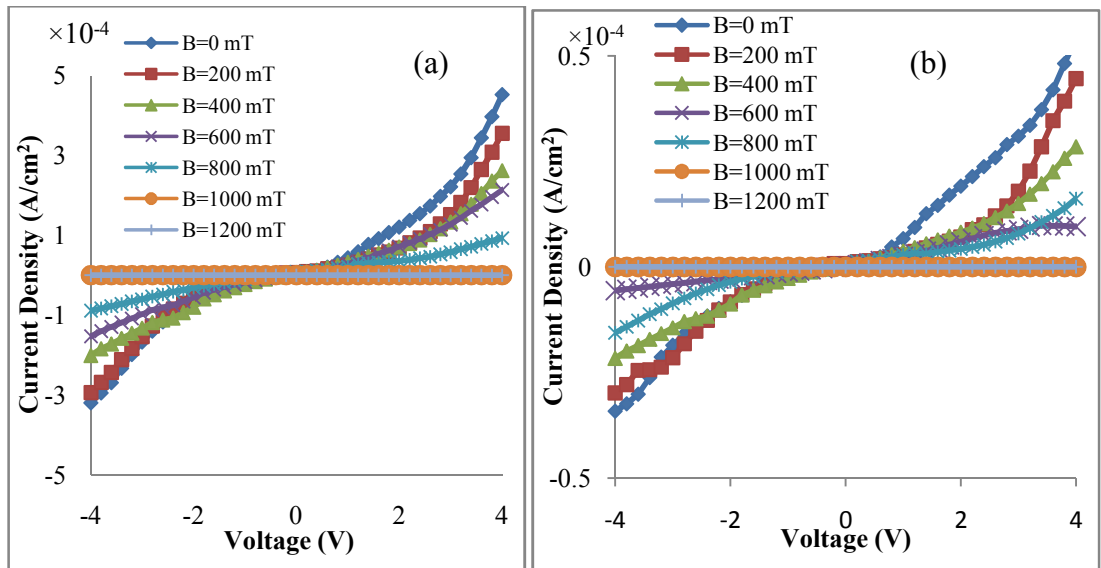 ×10⁻⁴
B=0 mT
B=200 mT
B=400 mT
B=600 mT
B=800 mT
B=1000 mT
B=1200 mT
(a)
5
3
1
-1
-3
-5
-4
-2
0
2
4
Current Density (A/cm²)
Voltage (V)
×10⁻⁴
B=0 mT
B=200 mT
B=400 mT
B=600 mT
B=800 mT
B=1000 mT
B=1200 mT
(b)
0.5
0
-0.5
-4
-2
0
2
4
Current Density (A/cm²)
Voltage (V)